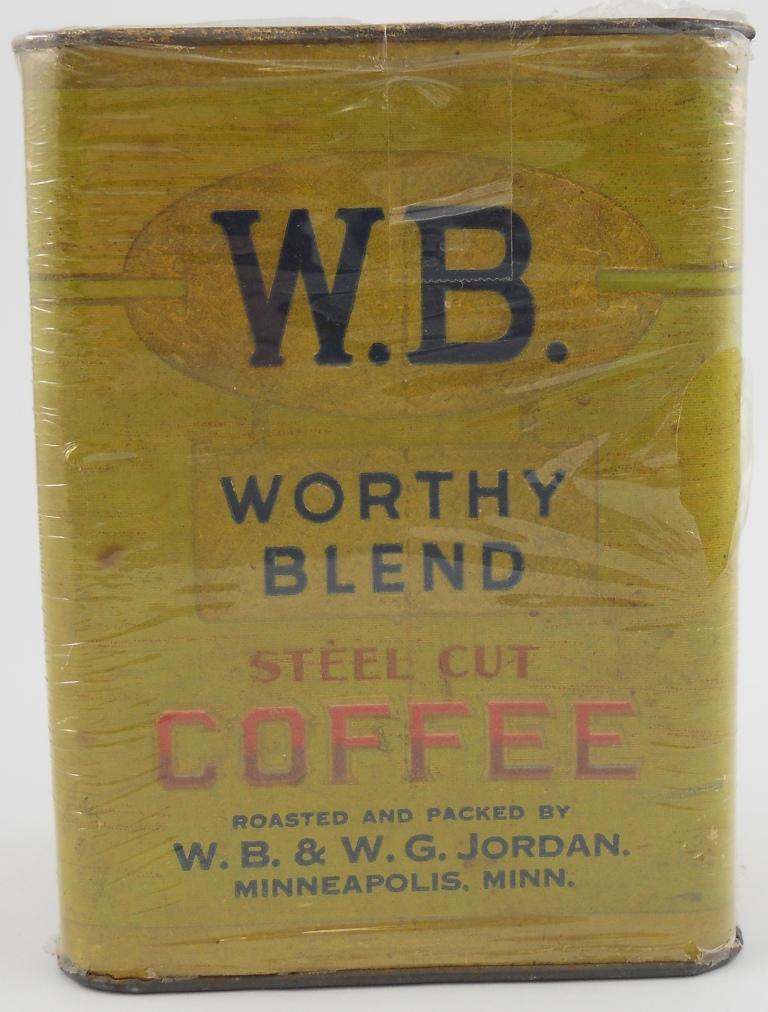 W.B.
WORTHY
BLEND
STEEL CUT
COFFEE
ROASTED AND PACKED BY
W. B. & W. G. JORDAN.
MINNEAPOLIS, MINN.